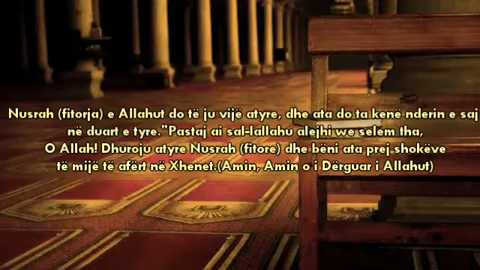 Nusrah (fitorja) e Allahut do të ju vijë atyre, dhe ata do ta kenë nderin e saj
në duart e tyre."Pastaj ai sal-lallahu alejhi we selem tha,
O Allah! Dhuroju atyre Nusrah (fitore) dhe bëni ata prej shokëve
të mijë të afërt në Xhenet.(Amin, Amin o i Dërguar i Allahut)